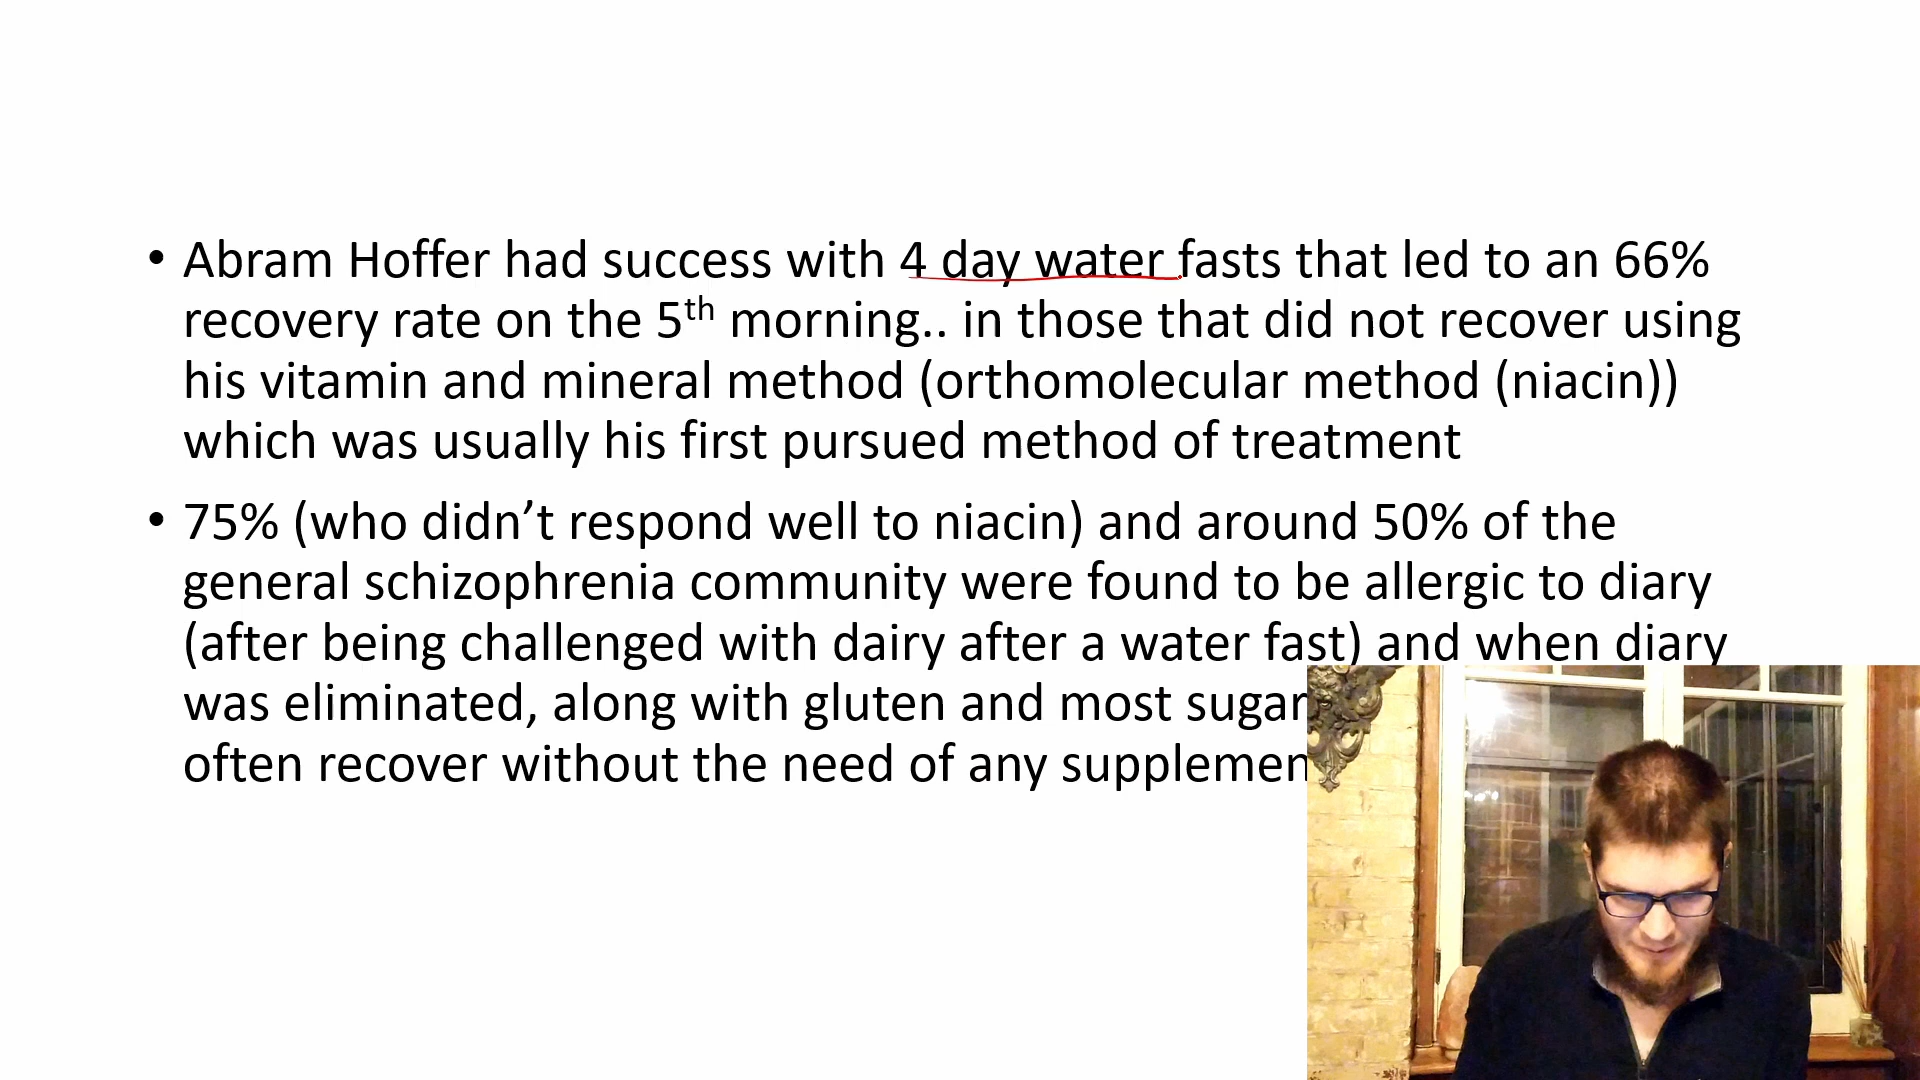 • Abram Hoffer had success with 4 day water fasts that led to an 66%
recovery rate on the 5th morning.. in those that did not recover using
his vitamin and mineral method (orthomolecular method (niacin))
which was usually his first pursued method of treatment
• 75% (who didn’t respond well to niacin) and around 50% of the
general schizophrenia community were found to be allergic to diary
(after being challenged with dairy after a water fast) and when diary
was eliminated, along with gluten and most sugar
often recover without the need of any